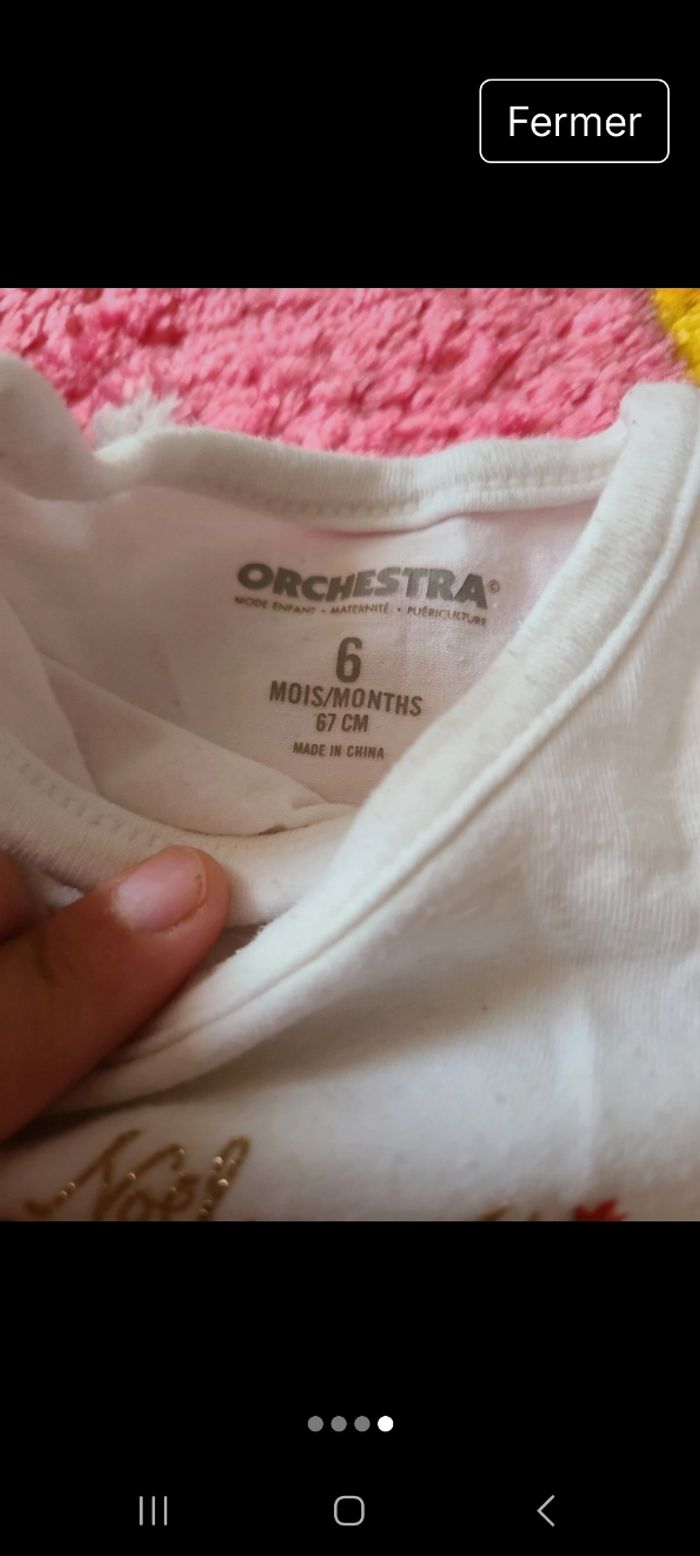 Fermer
ORCHESTRA©
MODE ENFANT • MATERNITÉ • PUÉRICULTURE
6
MOIS/MONTHS
67 CM
MADE IN CHINA
Noël